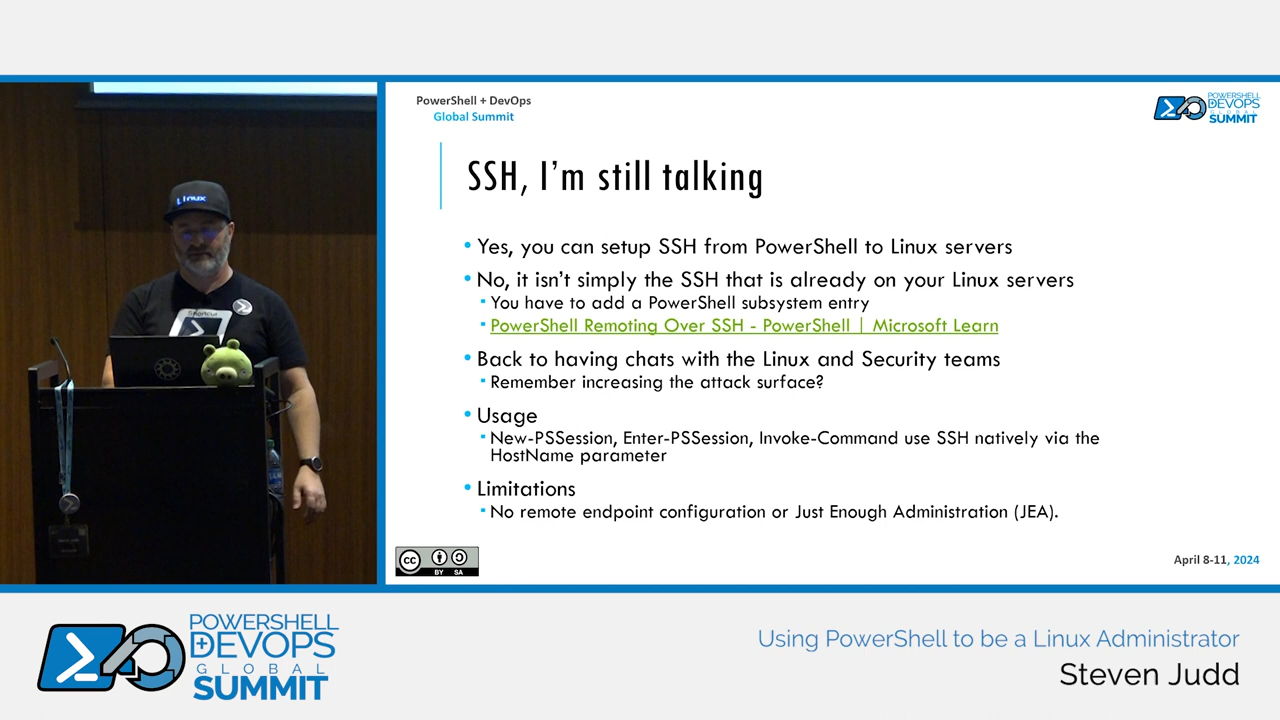 PowerShell + DevOps
Global Summit
POWERSHELL
DEVOPS
GLOBAL
SUMMIT
SSH, I'm still talking
• Yes, you can setup SSH from PowerShell to Linux servers
• No, it isn't simply the SSH that is already on your Linux servers
▪ You have to add a PowerShell subsystem entry
▪ PowerShell Remoting Over SSH - PowerShell | Microsoft Learn
• Back to having chats with the Linux and Security teams
▪ Remember increasing the attack surface?
• Usage
▪ New-PSSession, Enter-PSSession, Invoke-Command use SSH natively via the
HostName parameter
• Limitations
▪ No remote endpoint configuration or Just Enough Administration (JEA).
cc BY SA
April 8-11, 2024
Linux
POWERSHELL
+DEVOPS
GLOBAL
SUMMIT
Using PowerShell to be a Linux Administrator
Steven Judd